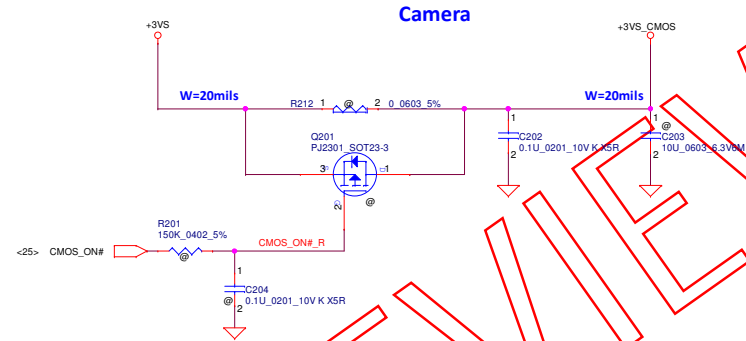 Camera
+3VS
+3VS_CMOS
W=20mils
R212 1 @ 2 0_0603_5%
W=20mils
Q201
PJ2301_SOT23-3
3 1
2
@
1
C202
0.1U_0201_10V K X5R
2
1
@
C203
10U_0603_6.3V6M
2
R201
150K_0402_5%
<25> CMOS_ON#
@
CMOS_ON#_R
1
C204
@
0.1U_0201_10V K X5R
2